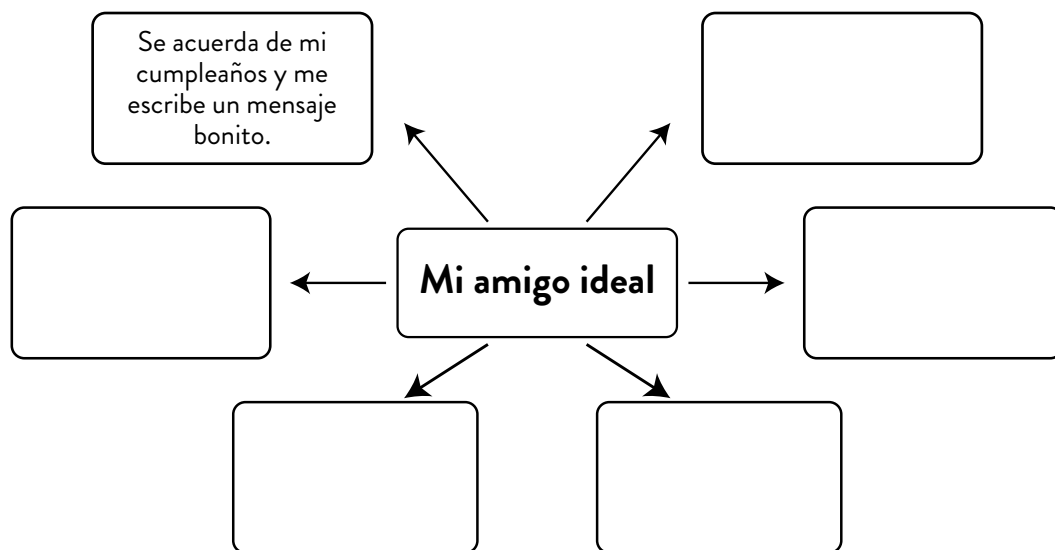 Se acuerda de mi
cumpleaños y me
escribe un mensaje
bonito.
Mi amigo ideal